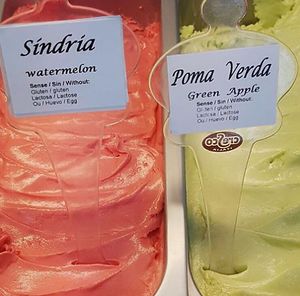 Síndria
watermelon
Sense / Sin / Without:
Gluten / gluten
Lactosa / Lactose
Ou / Huevo / Egg
Poma Verda
Green Apple
Sense / Sin / Without:
Gluten / gluten
Lactosa / Lactose
Ou / Huevo / Egg